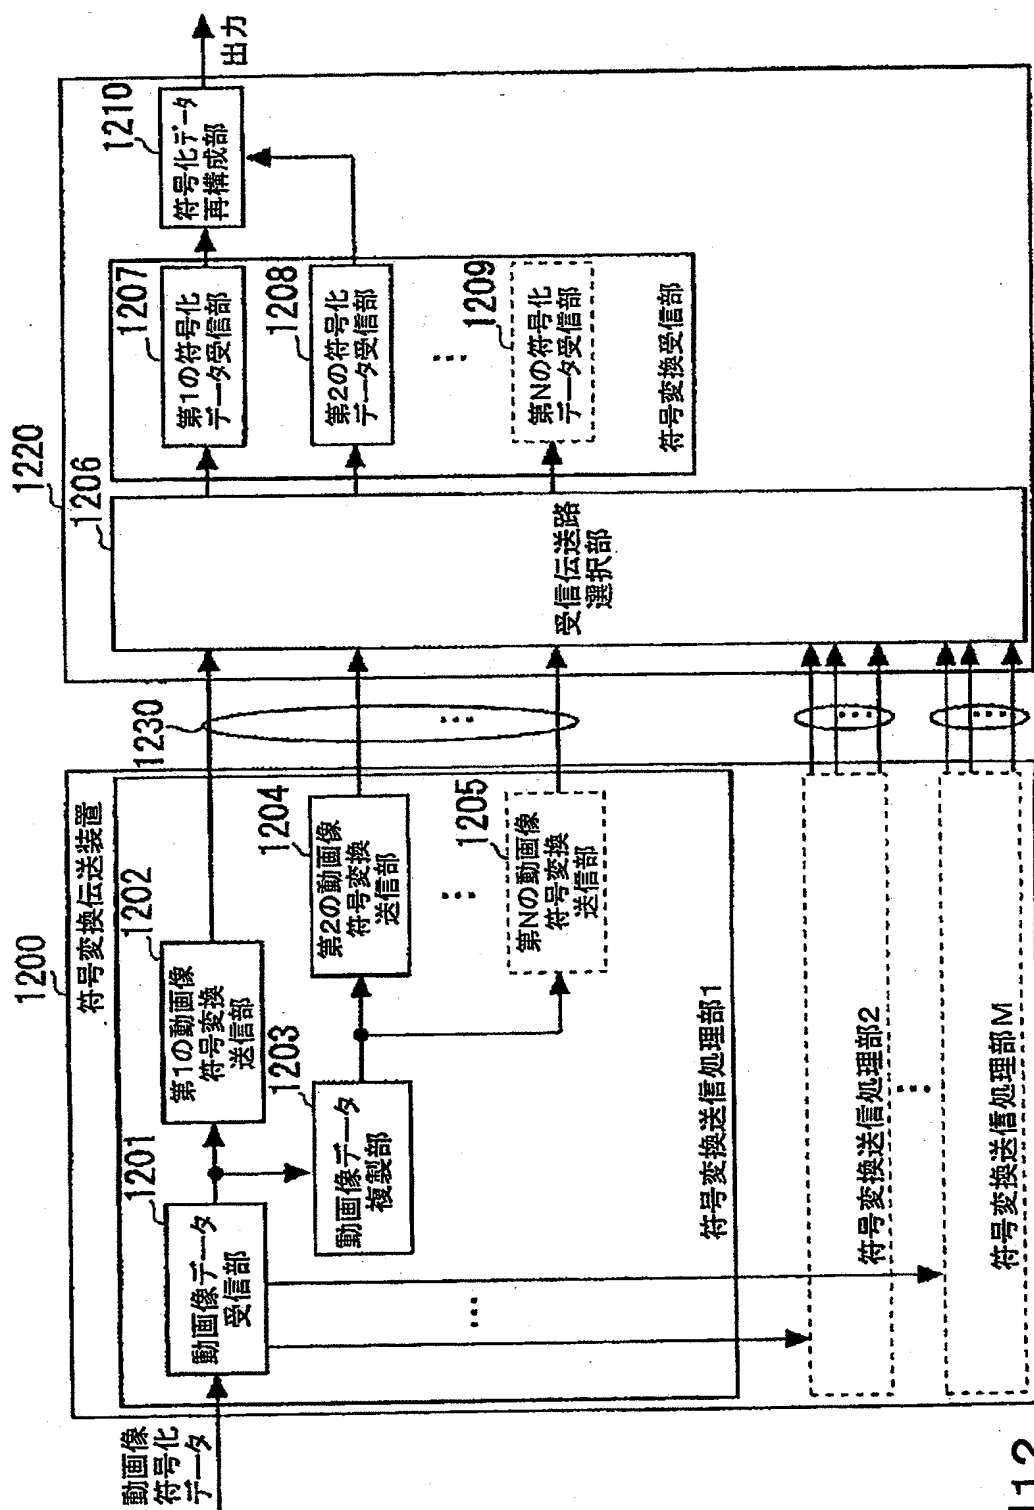 動画像
符号化
データ
1200
符号変換伝送装置
1201
動画像データ
受信部
1202
第1の動画像
符号変換
送信部
1203
動画像データ
複製部
1204
第2の動画像
符号変換
送信部
1205
第Nの動画像
符号変換
送信部
符号変換送信処理部1
符号変換送信処理部2
符号変換送信処理部M
1230
1220
1206
受信伝送路
選択部
1207
第1の符号化
データ受信部
1208
第2の符号化
データ受信部
1209
第Nの符号化
データ受信部
符号変換受信部
1210
符号化データ
再構成部
出力
12